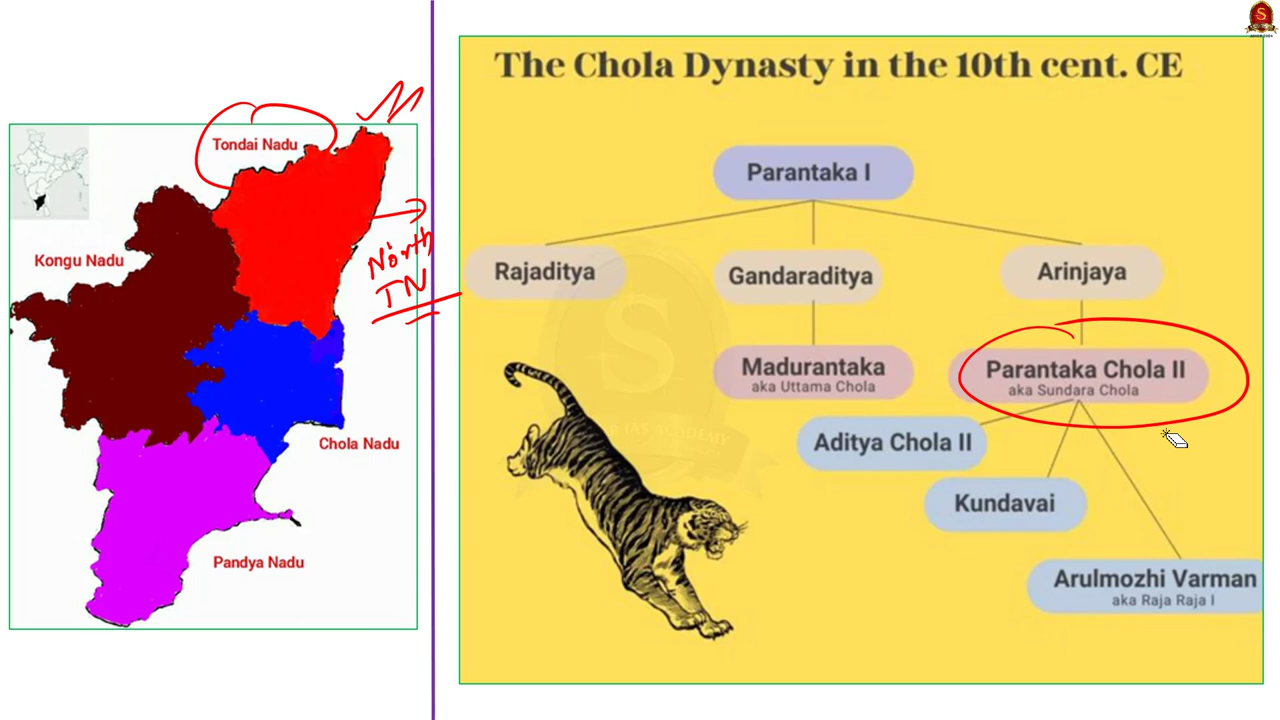 Tondai Nadu
Kongu Nadu
North
TN
Chola Nadu
Pandya Nadu
The Chola Dynasty in the 10th cent. CE
Parantaka I
Rajaditya
Gandaraditya
Arinjaya
Madurantaka
aka Uttama Chola
Parantaka Chola II
aka Sundara Chola
Aditya Chola II
Kundavai
Arulmozhi Varman
aka Raja Raja I
S
IAS ACADEMY